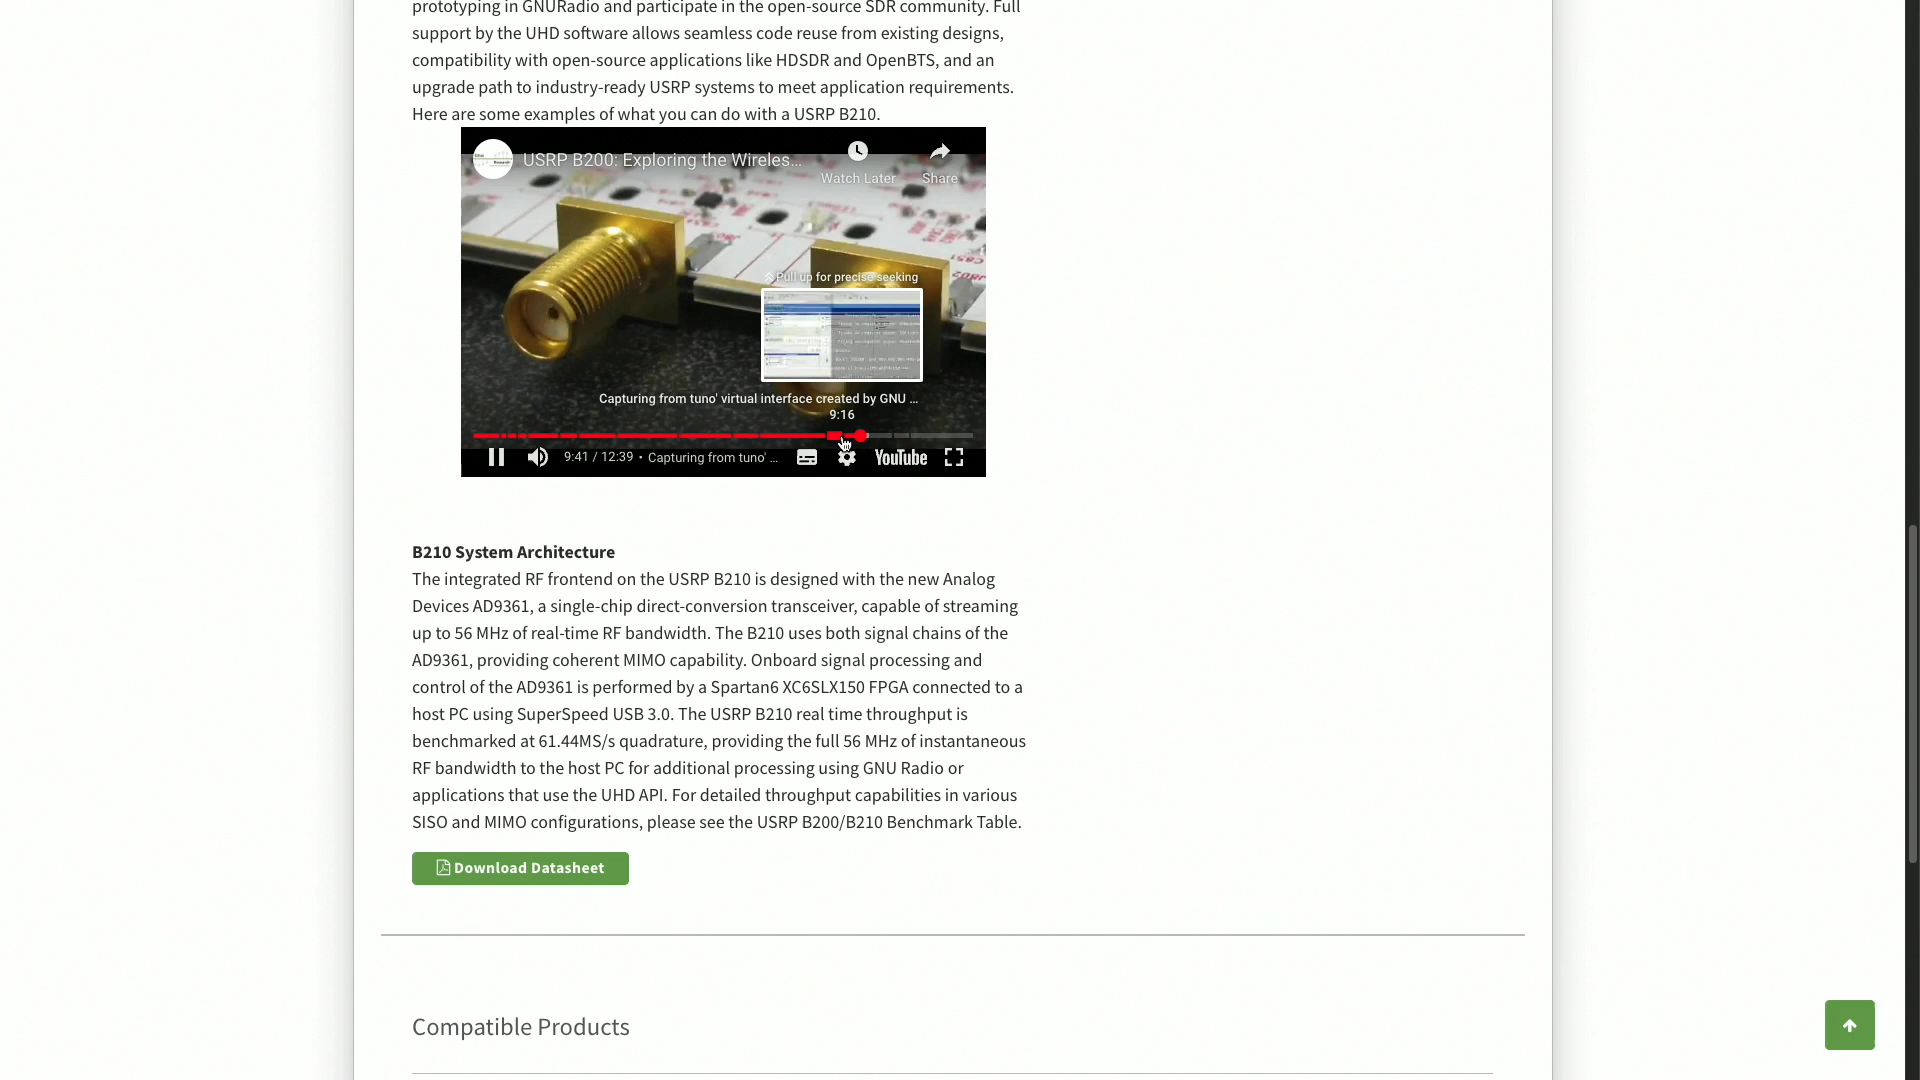 prototyping in GNURadio and participate in the open-source SDR community. Full
support by the UHD software allows seamless code reuse from existing designs,
compatibility with open-source applications like HDSDR and OpenBTS, and an
upgrade path to industry-ready USRP systems to meet application requirements.
Here are some examples of what you can do with a USRP B210.
USRP B200: Exploring the Wireles...
Watch Later
Share
Pull up for precise seeking
Capturing from tuno' virtual interface created by GNU ...
9:16
9:41 / 12:39 • Capturing from tuno' ...
YouTube
B210 System Architecture
The integrated RF frontend on the USRP B210 is designed with the new Analog
Devices AD9361, a single-chip direct-conversion transceiver, capable of streaming
up to 56 MHz of real-time RF bandwidth. The B210 uses both signal chains of the
AD9361, providing coherent MIMO capability. Onboard signal processing and
control of the AD9361 is performed by a Spartan6 XC6SLX150 FPGA connected to a
host PC using SuperSpeed USB 3.0. The USRP B210 real time throughput is
benchmarked at 61.44MS/s quadrature, providing the full 56 MHz of instantaneous
RF bandwidth to the host PC for additional processing using GNU Radio or
applications that use the UHD API. For detailed throughput capabilities in various
SISO and MIMO configurations, please see the USRP B200/B210 Benchmark Table.
Download Datasheet
Compatible Products